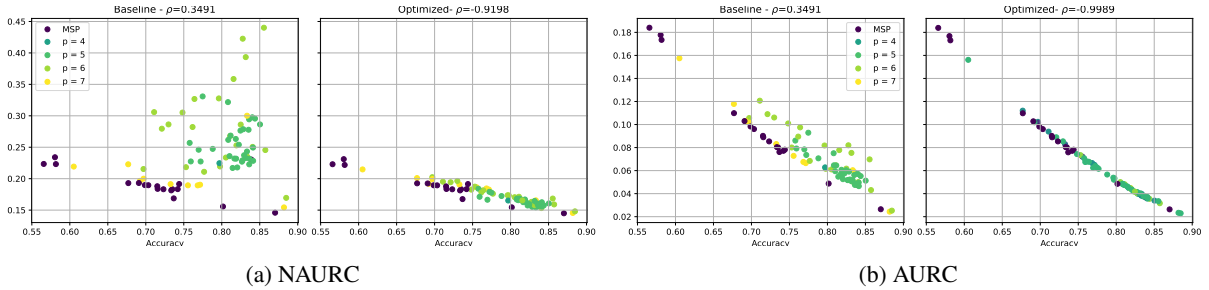 Baseline - ρ=0.3491
Optimized- ρ=-0.9198
0.45
0.40
0.35
0.30
0.25
0.20
0.15
MSP
p = 4
p = 5
p = 6
p = 7
0.55 0.60 0.65 0.70 0.75 0.80 0.85 0.90
Accuracy
0.55 0.60 0.65 0.70 0.75 0.80 0.85 0.90
Accuracy
(a) NAURC
Baseline - ρ=0.3491
Optimized- ρ=-0.9989
0.18
0.16
0.14
0.12
0.10
0.08
0.06
0.04
0.02
MSP
p = 4
p = 5
p = 6
p = 7
0.55 0.60 0.65 0.70 0.75 0.80 0.85 0.90
Accuracy
0.55 0.60 0.65 0.70 0.75 0.80 0.85 0.90
Accuracy
(b) AURC